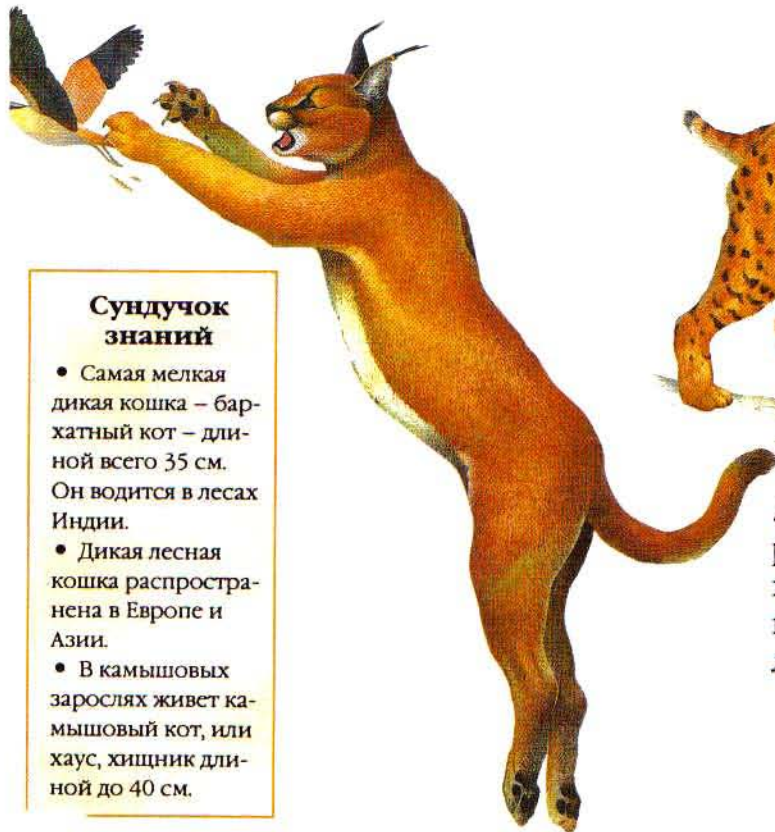 Сундучок
знаний
• Самая мелкая
дикая кошка – бар-
хатный кот – дли-
ной всего 35 см.
Он водится в лесах
Индии.
• Дикая лесная
кошка распростра-
нена в Европе и
Азии.
• В камышовых
зарослях живет ка-
мышовый кот, или
хаус, хищник дли-
ной до 40 см.